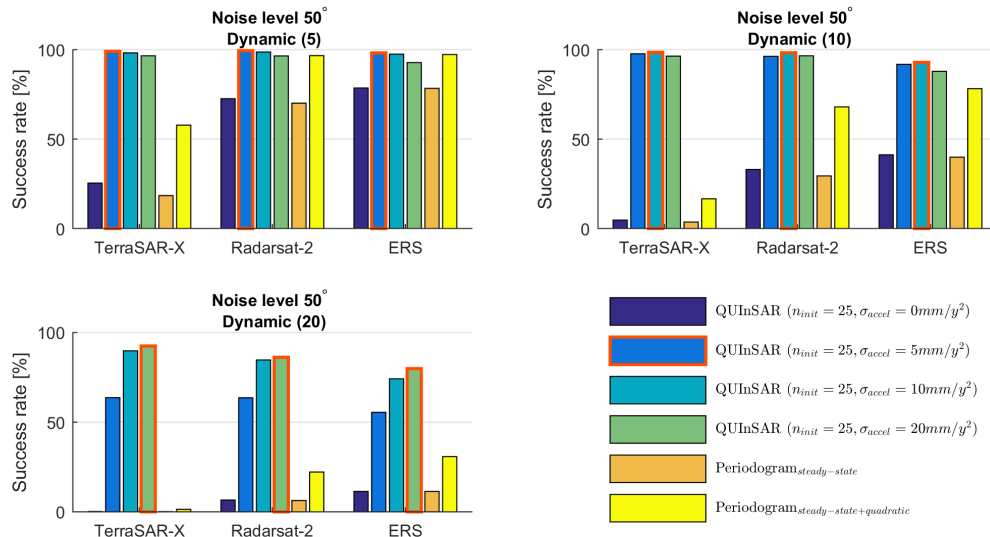 Noise level 50°
Dynamic (5)
Success rate [%]
100
50
0
TerraSAR-X Radarsat-2 ERS
Noise level 50°
Dynamic (10)
Success rate [%]
100
50
0
TerraSAR-X Radarsat-2 ERS
Noise level 50°
Dynamic (20)
Success rate [%]
100
50
0
TerraSAR-X Radarsat-2 ERS
QUInSAR (n_init = 25, σ_accel = 0mm/y²)
QUInSAR (n_init = 25, σ_accel = 5mm/y²)
QUInSAR (n_init = 25, σ_accel = 10mm/y²)
QUInSAR (n_init = 25, σ_accel = 20mm/y²)
Periodogram_steady−state
Periodogram_steady−state+quadratic